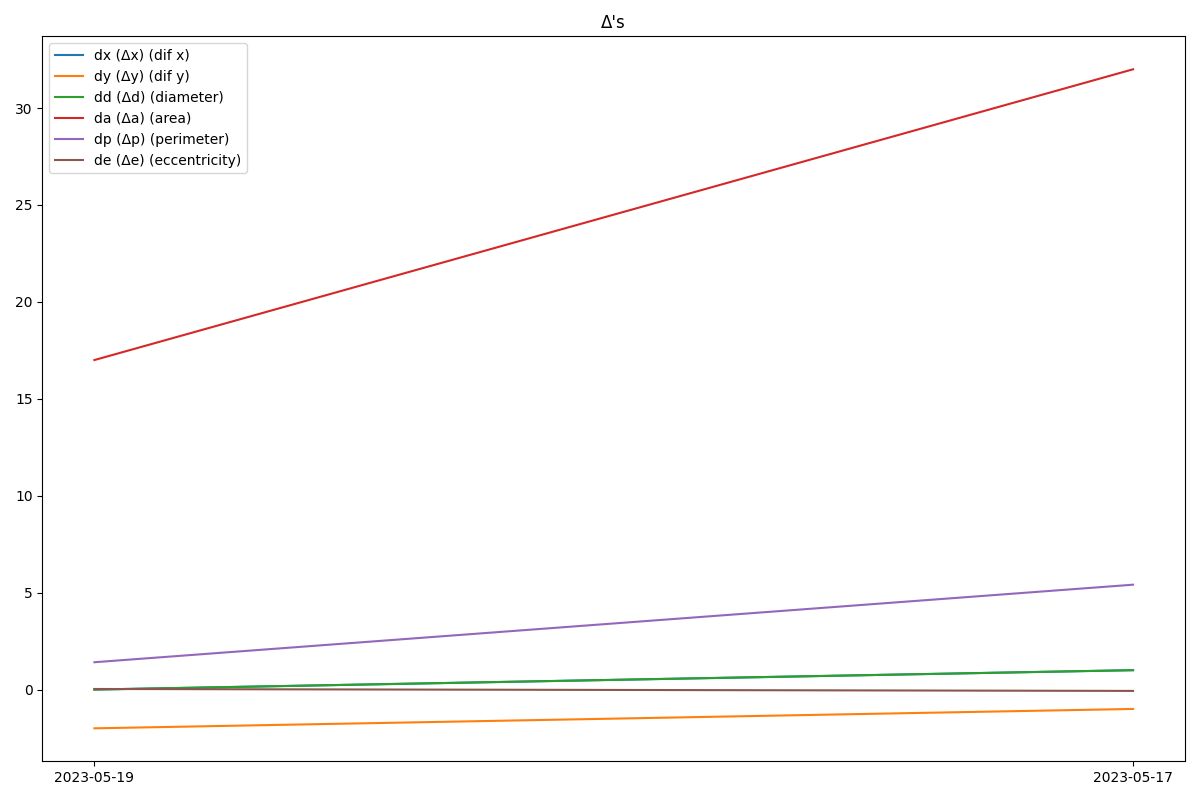 Δ's
dx (Δx) (dif x)
dy (Δy) (dif y)
dd (Δd) (diameter)
da (Δa) (area)
dp (Δp) (perimeter)
de (Δe) (eccentricity)
30
25
20
15
10
5
0
2023-05-19
2023-05-17